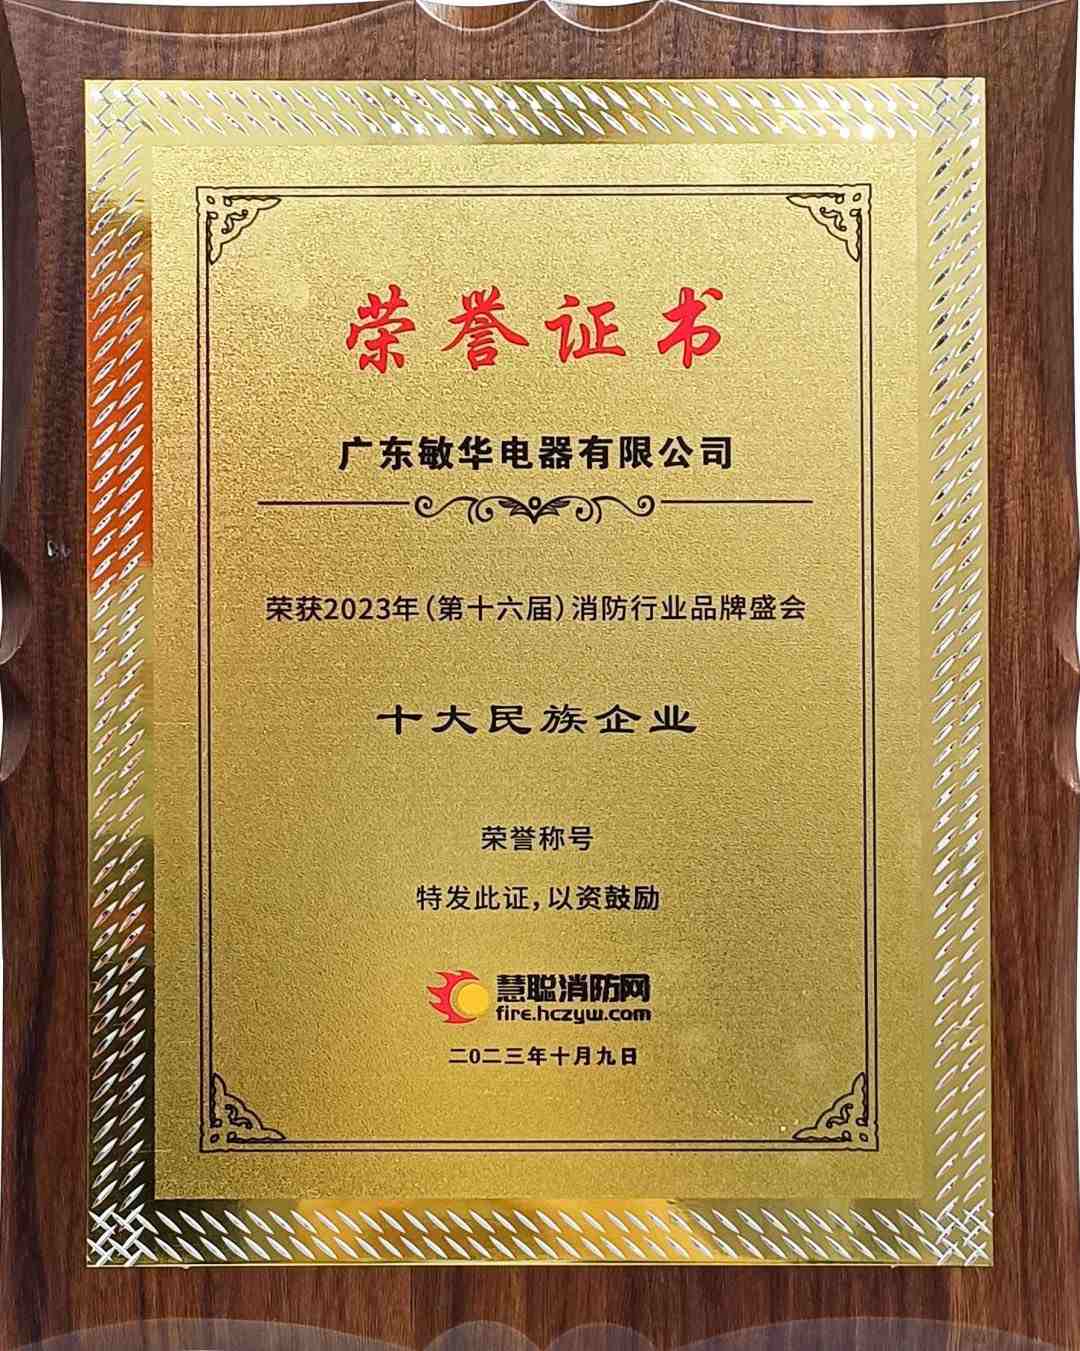 荣誉证书
广东敏华电器有限公司
荣获2023年(第十六届)消防行业品牌盛会
十大民族企业
荣誉称号
特发此证,以资鼓励
慧聪消防网
fire.hczyw.com
二0二三年十月九日